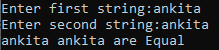 Enter first string:ankita
Enter second string:ankita
ankita ankita are Equal